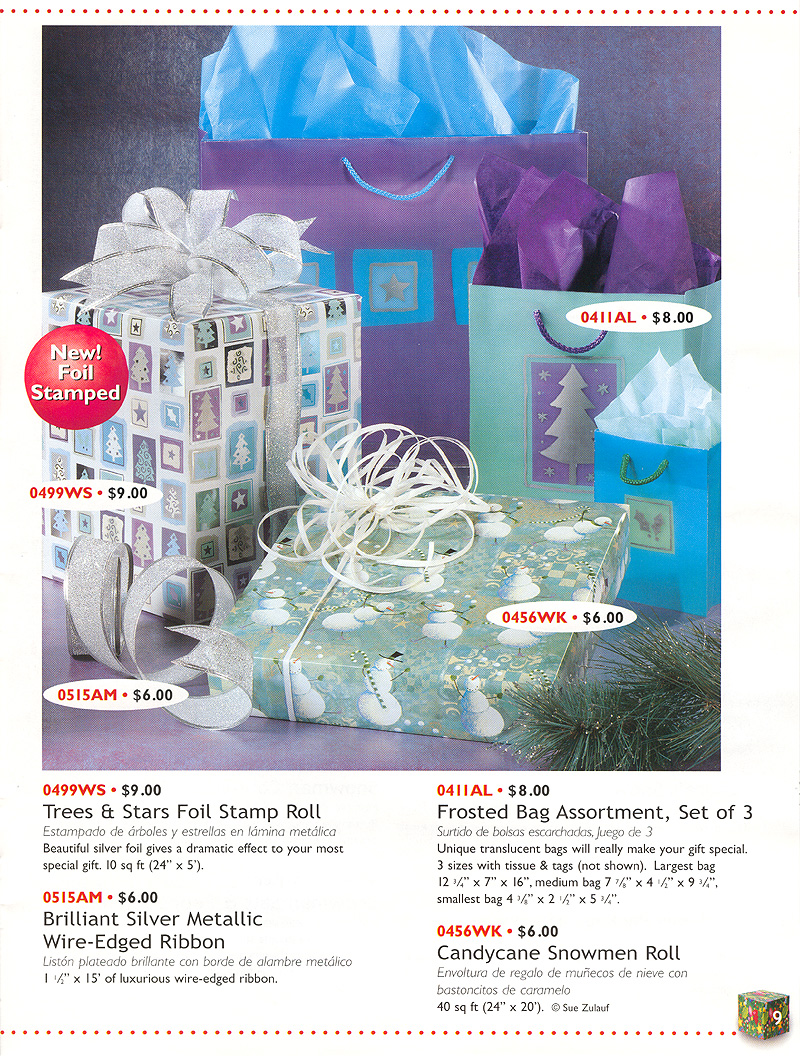 0411AL • $8.00
New!
Foil
Stamped
0499WS • $9.00
0456WK • $6.00
0515AM • $6.00
0499WS • $9.00
Trees & Stars Foil Stamp Roll
Estampado de árboles y estrellas en lámina metálica
Beautiful silver foil gives a dramatic effect to your most
special gift. 10 sq ft (24” x 5’).
0515AM • $6.00
Brilliant Silver Metallic
Wire-Edged Ribbon
Listón plateado brillante con borde de alambre metálico
1 ½” x 15’ of luxurious wire-edged ribbon.
0411AL • $8.00
Frosted Bag Assortment, Set of 3
Surtido de bolsas escarchadas, Juego de 3
Unique translucent bags will really make your gift special.
3 sizes with tissue & tags (not shown). Largest bag
12 ¾” x 7” x 16”, medium bag 7 ⅞” x 4 ½” x 9 ¾”,
smallest bag 4 ⅜” x 2 ½” x 5 ¾”.
0456WK • $6.00
Candycane Snowmen Roll
Envoltura de regalo de muñecos de nieve con
bastoncitos de caramelo
40 sq ft (24” x 20’). © Sue Zulauf
9